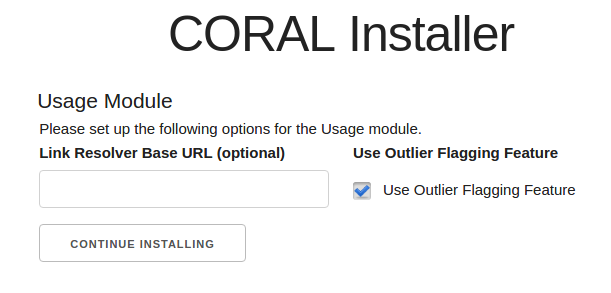 CORAL Installer
Usage Module
Please set up the following options for the Usage module.
Link Resolver Base URL (optional)
Use Outlier Flagging Feature
Use Outlier Flagging Feature
CONTINUE INSTALLING